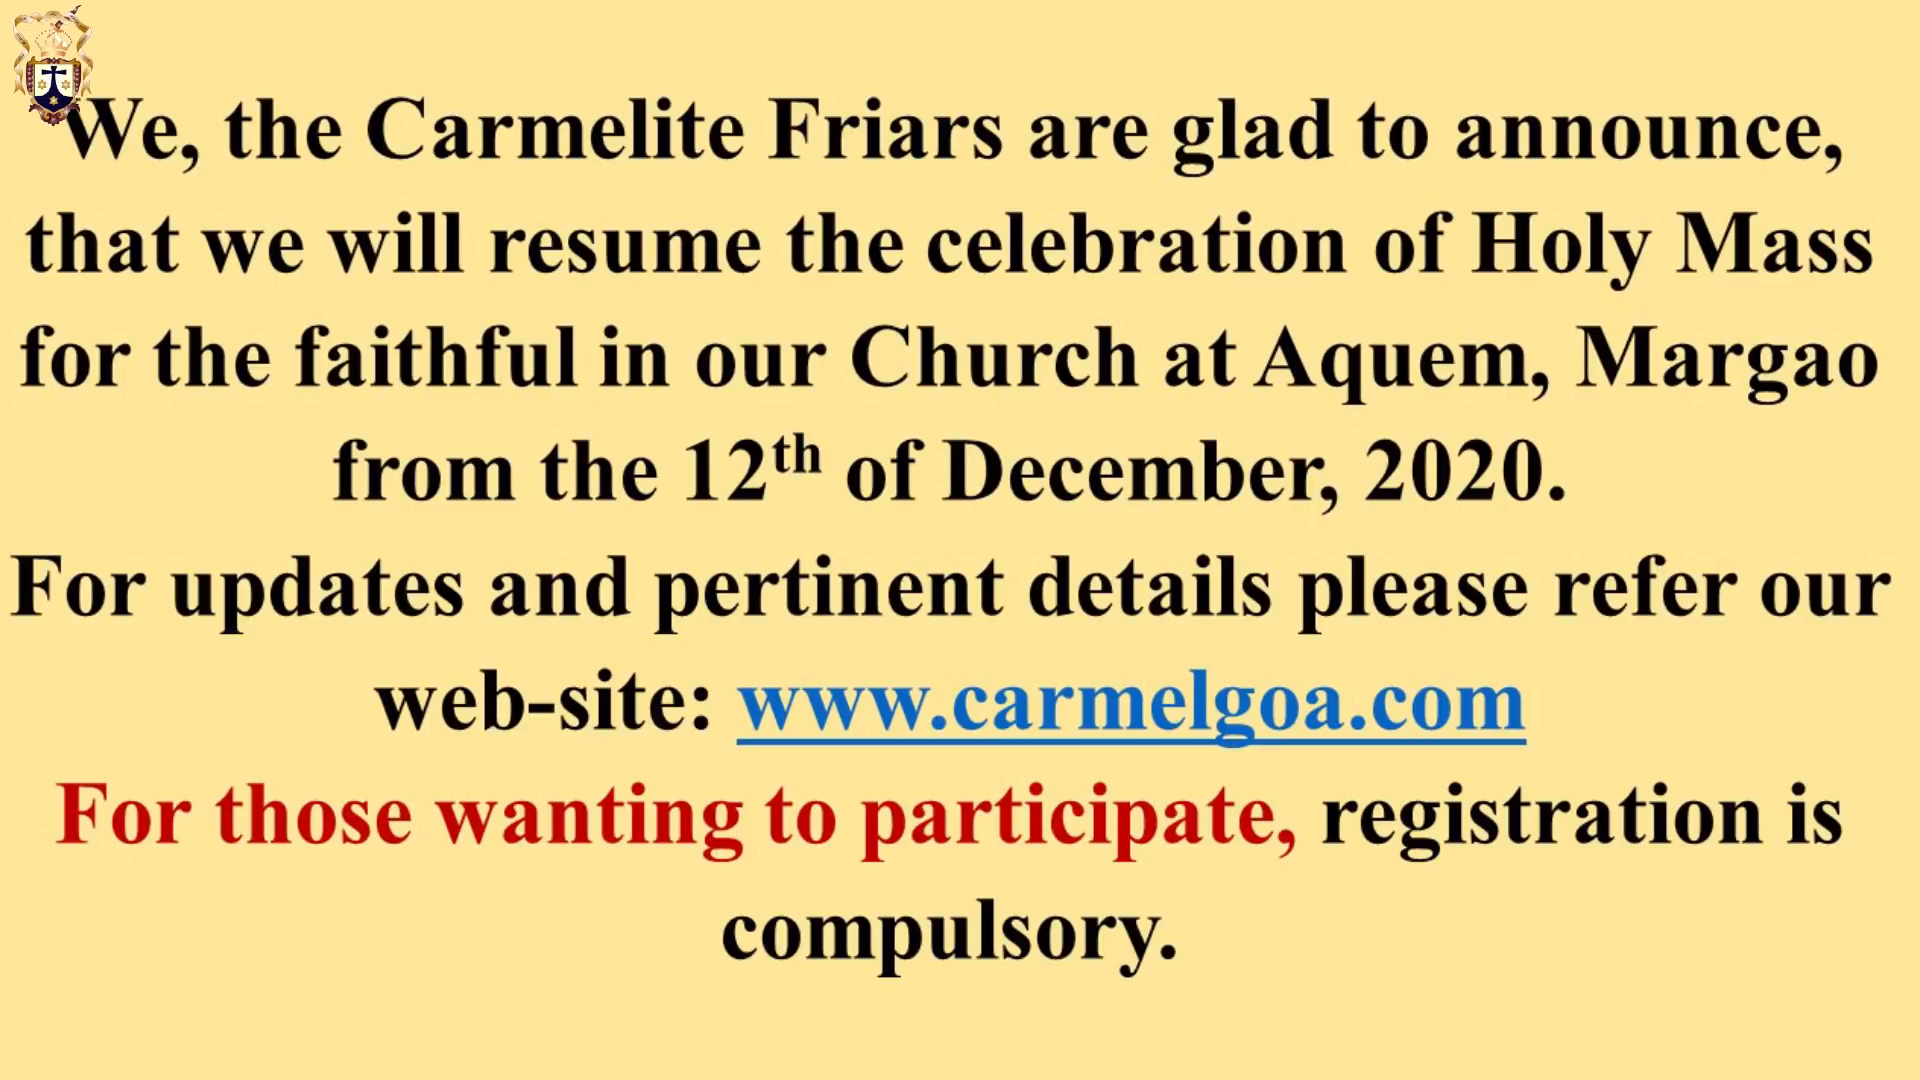 We, the Carmelite Friars are glad to announce,
that we will resume the celebration of Holy Mass
for the faithful in our Church at Aquem, Margao
from the 12th of December, 2020.
For updates and pertinent details please refer our
web-site: www.carmelgoa.com
For those wanting to participate, registration is
compulsory.